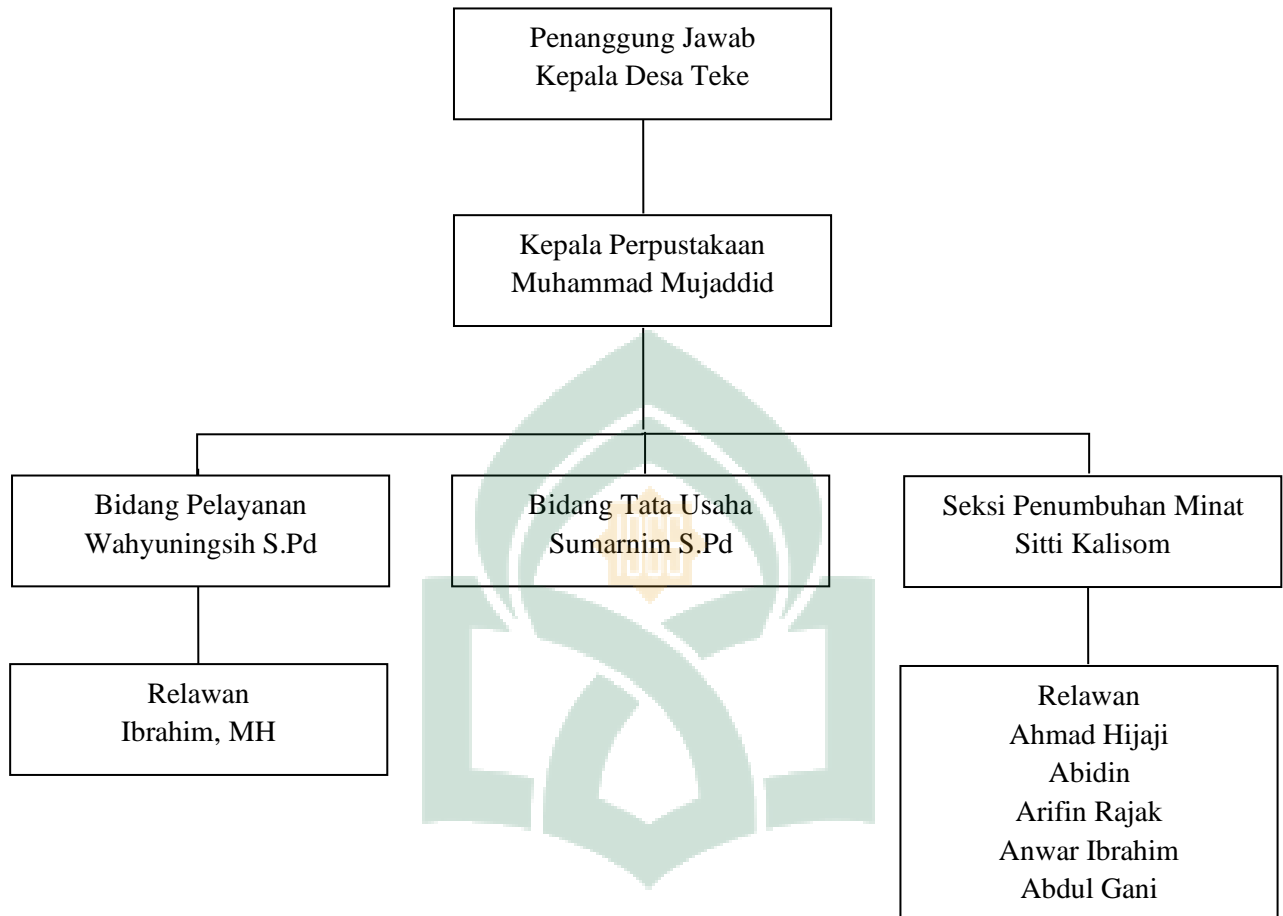 Penanggung Jawab
Kepala Desa Teke
Kepala Perpustakaan
Muhammad Mujaddid
Bidang Pelayanan
Wahyuningsih S.Pd
Bidang Tata Usaha
Sumarnim S.Pd
Seksi Penumbuhan Minat
Sitti Kalisom
Relawan
Ibrahim, MH
Relawan
Ahmad Hijaji
Abidin
Arifin Rajak
Anwar Ibrahim
Abdul Gani
1965